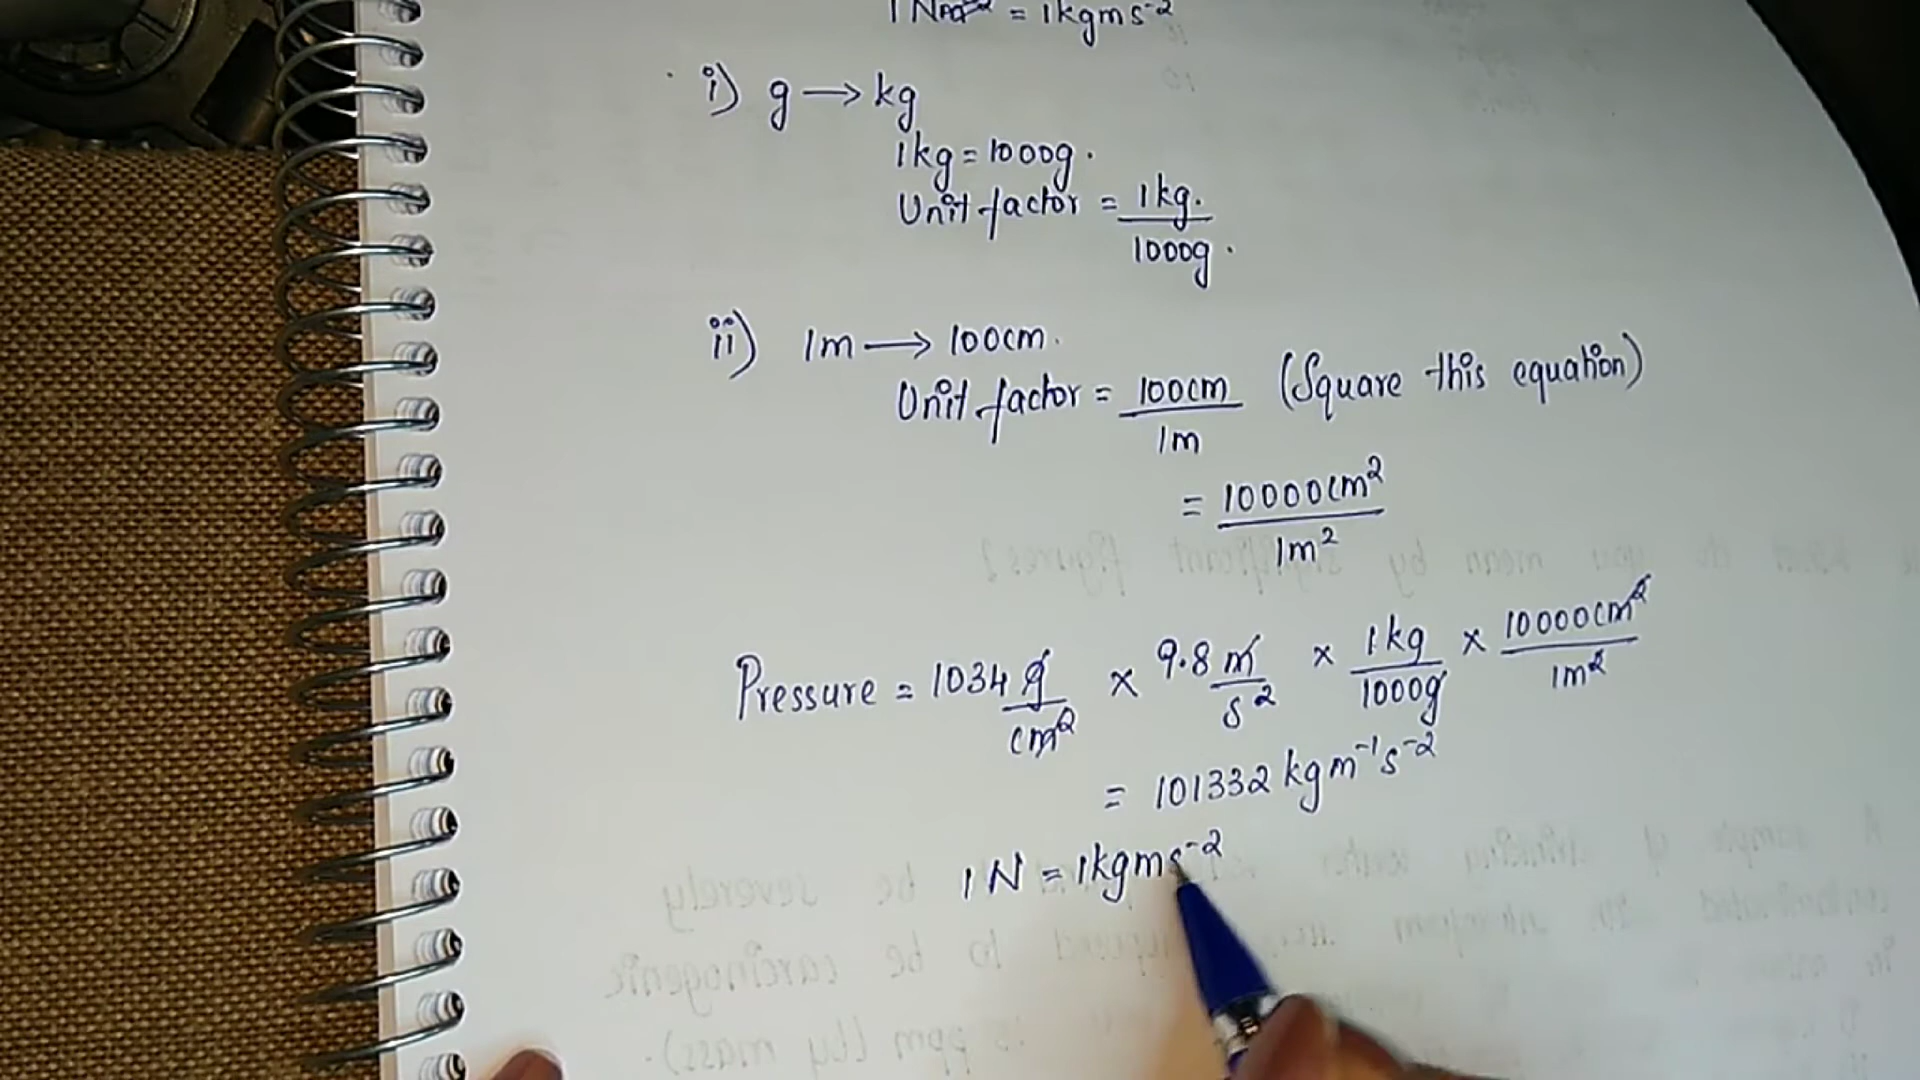 1 N = 1kgms⁻²
i) g → kg
1kg = 1000g.
Unit factor = 1kg. / 1000g.
ii) 1m → 100cm.
Unit factor = 100cm / 1m (Square this equation)
= 10000cm² / 1m²
Pressure = 1034 g/cm² × 9.8 m/s² × 1kg/1000g × 10000cm²/1m²
= 101332 kgm⁻¹s⁻²
1 N = 1kgms⁻²